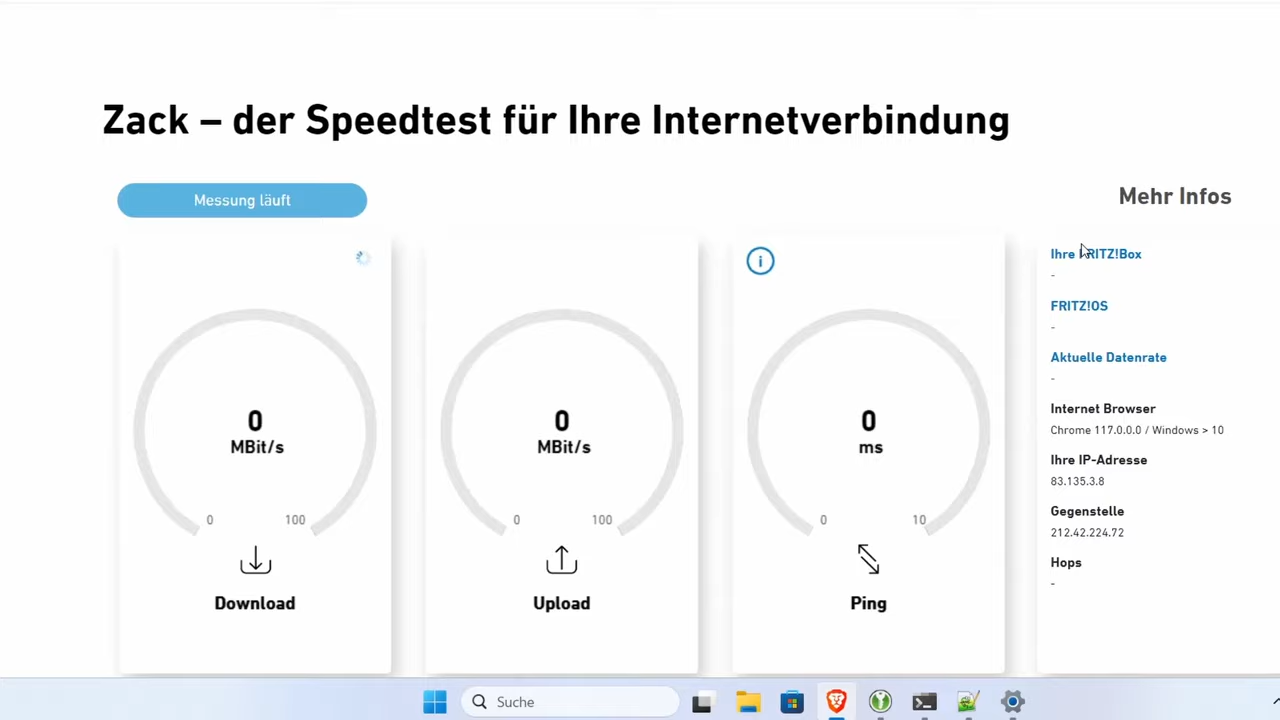 Zack – der Speedtest für Ihre Internetverbindung
Messung läuft
Mehr Infos
0
MBit/s
0
100
Download
0
MBit/s
0
100
Upload
i
0
ms
0
10
Ping
Ihre FRITZ!Box
-
FRITZ!OS
-
Aktuelle Datenrate
-
Internet Browser
Chrome 117.0.0.0 / Windows > 10
Ihre IP-Adresse
83.135.3.8
Gegenstelle
212.42.224.72
Hops
-
Suche